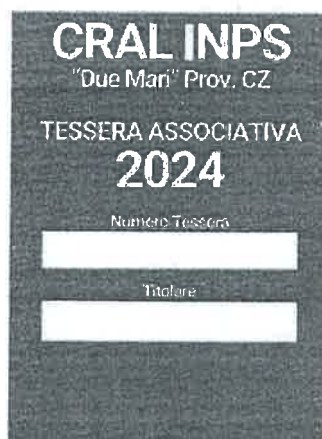 CRAL INPS
"Due Mari" Prov. CZ
TESSERA ASSOCIATIVA
2024
Numero Tessera
Titolare